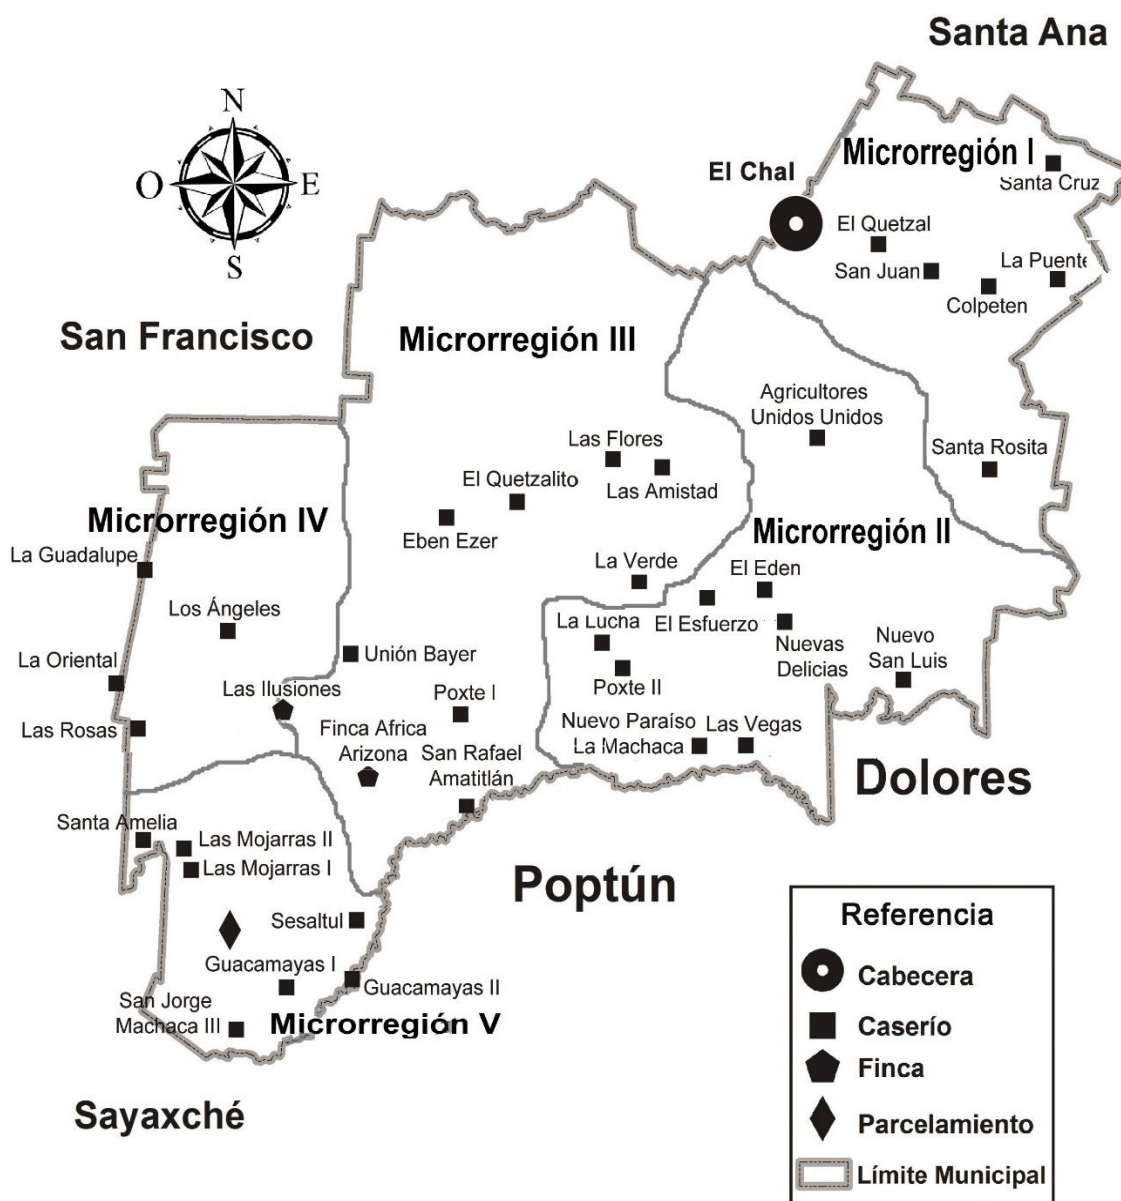 Santa Ana
N
O
E
S
Microrregión I
El Chal
Santa Cruz
El Quetzal
San Juan
La Puente
Colpeten
San Francisco
Microrregión III
Agricultores
Unidos Unidos
Las Flores
Las Amistad
Santa Rosita
El Quetzalito
Eben Ezer
Microrregión IV
Microrregión II
La Guadalupe
La Verde
El Eden
Los Ángeles
La Lucha
El Esfuerzo
Nuevas
Delicias
Nuevo
San Luis
La Oriental
Unión Bayer
Poxte II
Las Ilusiones
Poxte I
Las Rosas
Finca Africa
Arizona
San Rafael
Amatitlán
Nuevo Paraíso
La Machaca
Las Vegas
Dolores
Santa Amelia
Las Mojarras II
Las Mojarras I
Poptún
Sesaltul
Guacamayas I
Guacamayas II
San Jorge
Machaca III
Microrregión V
Sayaxché
Referencia
Cabecera
Caserío
Finca
Parcelamiento
Límite Municipal